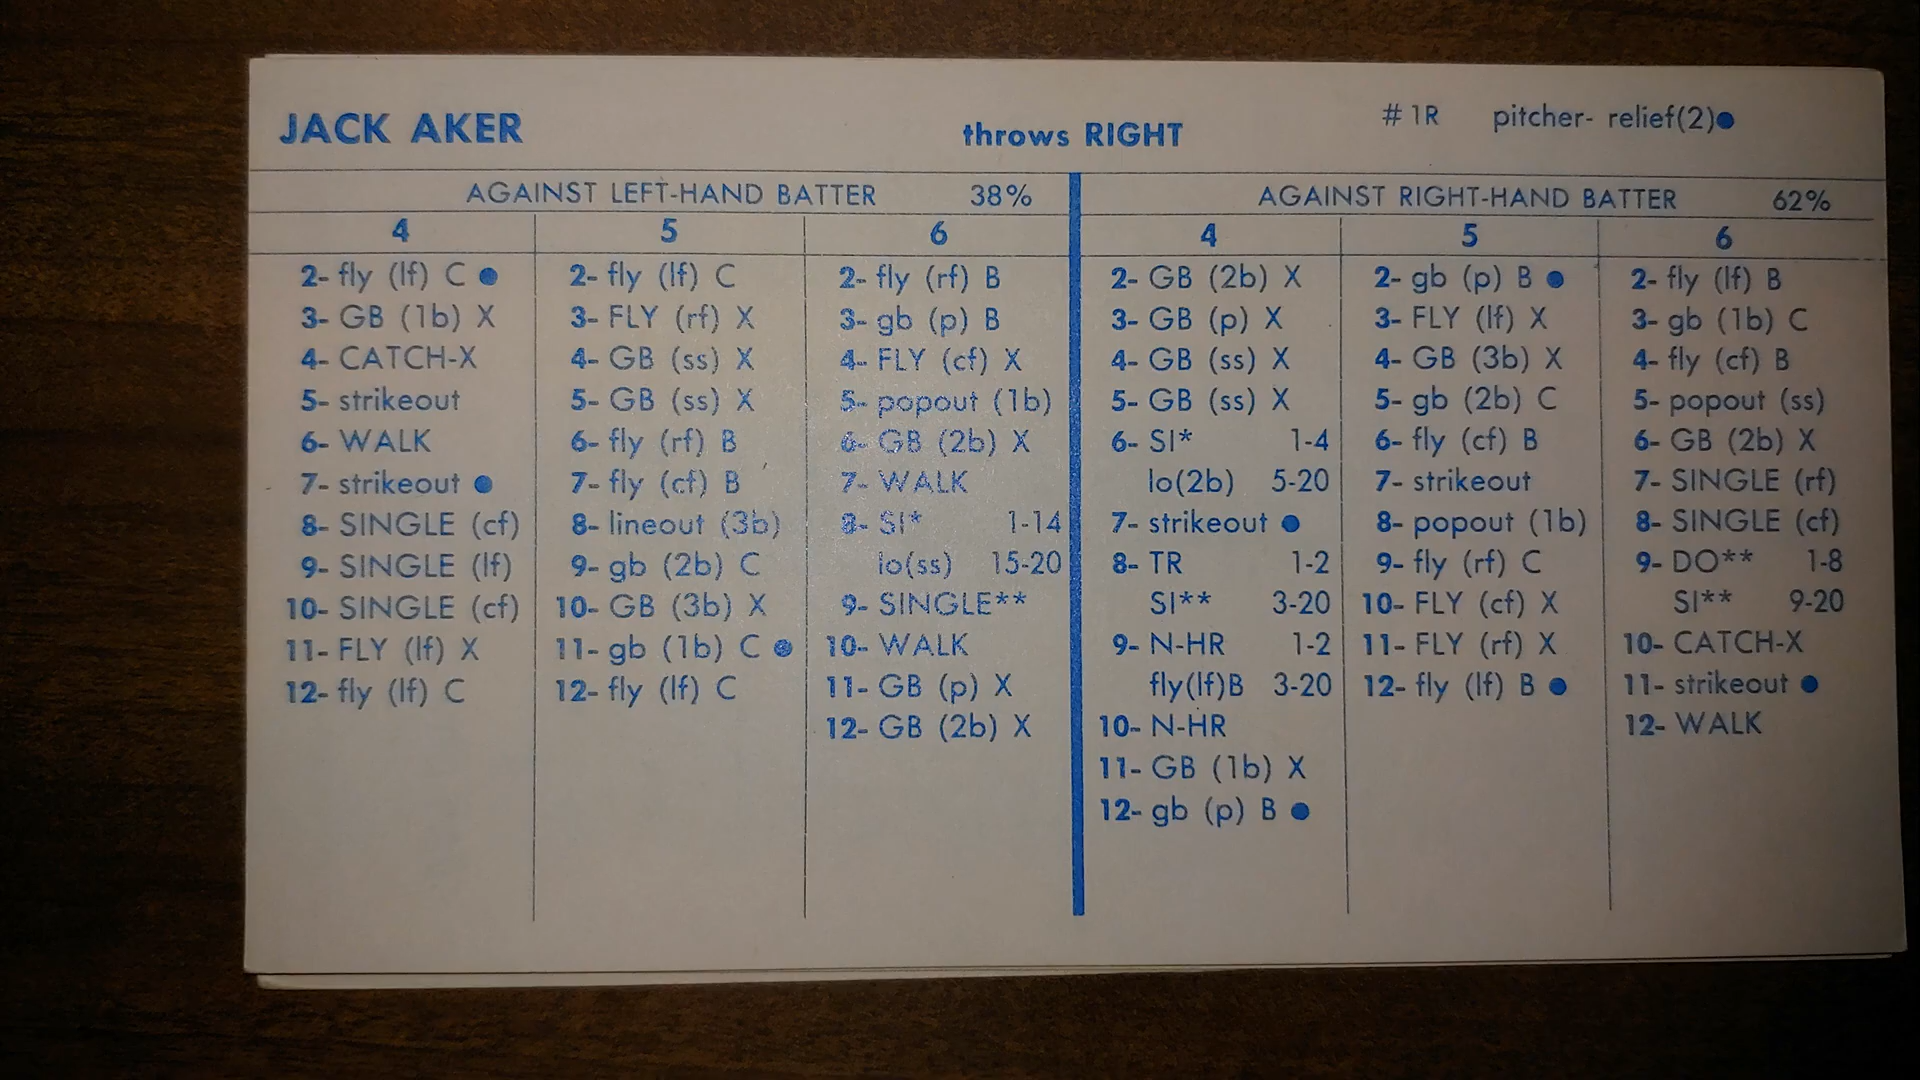 JACK AKER throws RIGHT #1R pitcher- relief(2)●
AGAINST LEFT-HAND BATTER 38%
4
2- fly (lf) C ●
3- GB (1b) X
4- CATCH-X
5- strikeout
6- WALK
7- strikeout ●
8- SINGLE (cf)
9- SINGLE (lf)
10- SINGLE (cf)
11- FLY (lf) X
12- fly (lf) C
5
2- fly (lf) C
3- FLY (rf) X
4- GB (ss) X
5- GB (ss) X
6- fly (rf) B
7- fly (cf) B
8- lineout (3b)
9- gb (2b) C
10- GB (3b) X
11- gb (1b) C ●
12- fly (lf) C
6
2- fly (rf) B
3- gb (p) B
4- FLY (cf) X
5- popout (1b)
6- GB (2b) X
7- WALK
8- SI* 1-14
lo(ss) 15-20
9- SINGLE**
10- WALK
11- GB (p) X
12- GB (2b) X
AGAINST RIGHT-HAND BATTER 62%
4
2- GB (2b) X
3- GB (p) X
4- GB (ss) X
5- GB (ss) X
6- SI* 1-4
lo(2b) 5-20
7- strikeout ●
8- TR 1-2
SI** 3-20
9- N-HR 1-2
fly(lf)B 3-20
10- N-HR
11- GB (1b) X
12- gb (p) B ●
5
2- gb (p) B ●
3- FLY (lf) X
4- GB (3b) X
5- gb (2b) C
6- fly (cf) B
7- strikeout
8- popout (1b)
9- fly (rf) C
10- FLY (cf) X
11- FLY (rf) X
12- fly (lf) B ●
6
2- fly (lf) B
3- gb (1b) C
4- fly (cf) B
5- popout (ss)
6- GB (2b) X
7- SINGLE (rf)
8- SINGLE (cf)
9- DO** 1-8
SI** 9-20
10- CATCH-X
11- strikeout ●
12- WALK